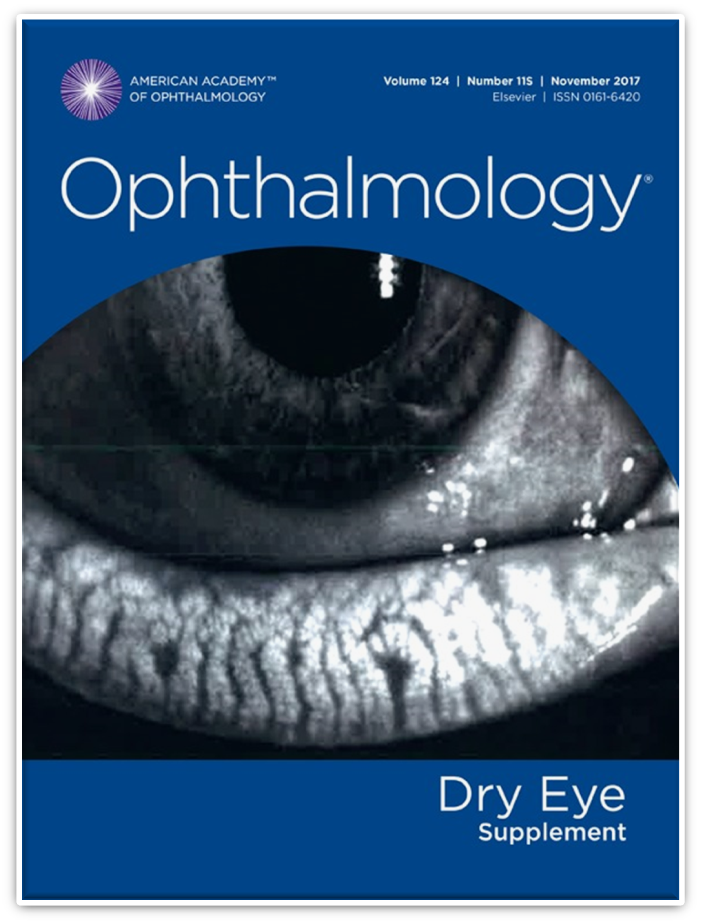 AMERICAN ACADEMY™
OF OPHTHALMOLOGY
Volume 124 | Number 11S | November 2017
Elsevier | ISSN 0161-6420
Ophthalmology®
Dry Eye
Supplement